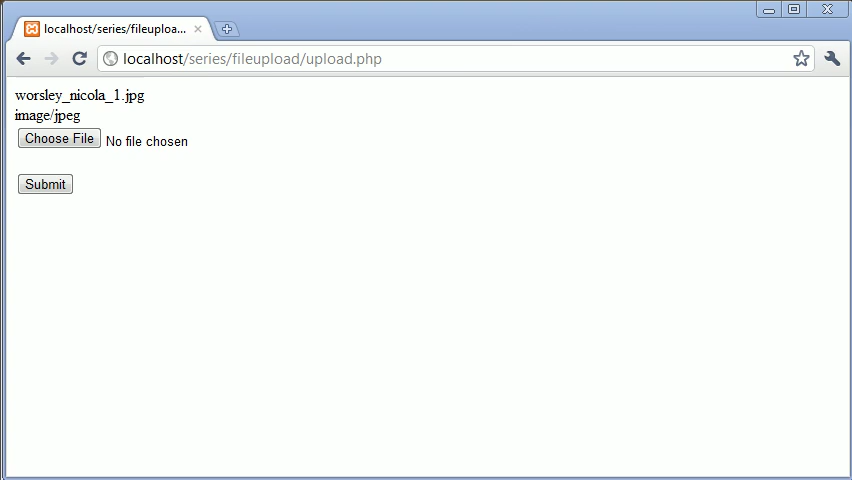 localhost/series/fileuploa...
localhost/series/fileupload/upload.php
worsley_nicola_1.jpg
image/jpeg
Choose File No file chosen
Submit